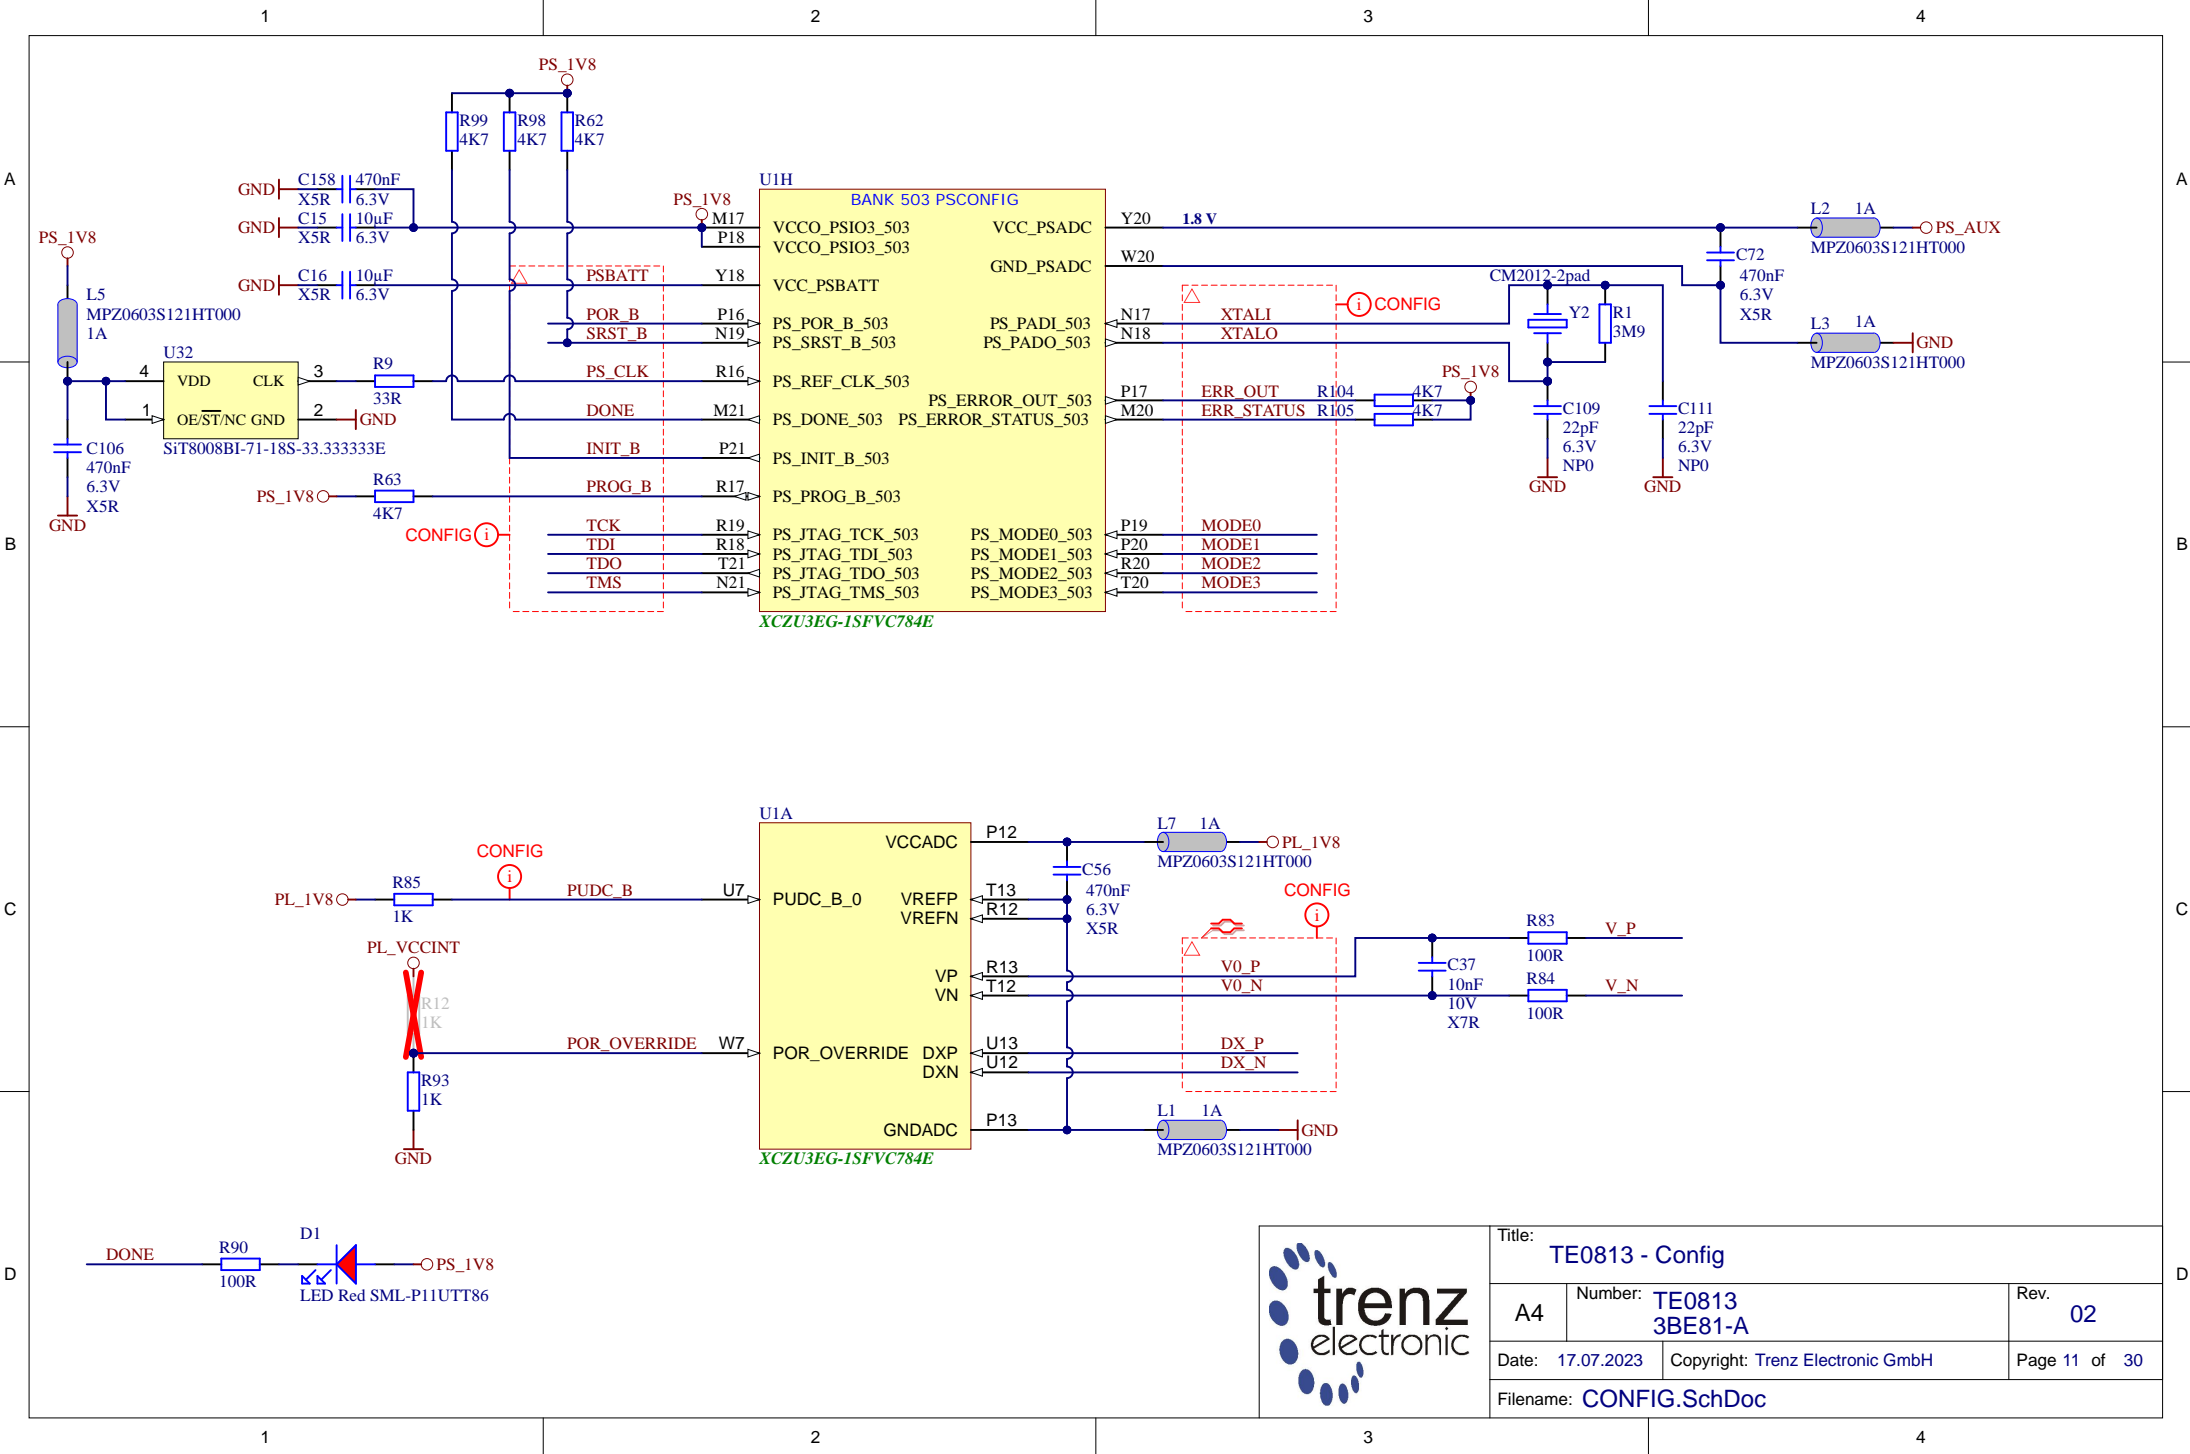 1 2 3 4
A A
B B
C C
D D
PS_1V8
R99
4K7
R98
4K7
R62
4K7
GND C158 470nF
X5R 6.3V
GND C15 10µF
X5R 6.3V
GND C16 10µF
X5R 6.3V
PS_1V8
L5
MPZ0603S121HT000
1A
U32
4 VDD CLK 3
1 OE/ST/NC GND 2
GND
SiT8008BI-71-18S-33.333333E
R9
33R
C106
470nF
6.3V
X5R
GND
PS_1V8
R63
4K7
CONFIG i
PSBATT
POR_B
SRST_B
PS_CLK
DONE
INIT_B
PROG_B
TCK
TDI
TDO
TMS
PS_1V8
U1H
BANK 503 PSCONFIG
M17 VCCO_PSIO3_503
P18 VCCO_PSIO3_503
Y18 VCC_PSBATT
P16 PS_POR_B_503
N19 PS_SRST_B_503
R16 PS_REF_CLK_503
M21 PS_DONE_503
P21 PS_INIT_B_503
R17 PS_PROG_B_503
R19 PS_JTAG_TCK_503
R18 PS_JTAG_TDI_503
T21 PS_JTAG_TDO_503
N21 PS_JTAG_TMS_503
VCC_PSADC Y20 1.8 V
GND_PSADC W20
PS_PADI_503 N17 XTALI
PS_PADO_503 N18 XTALO
PS_ERROR_OUT_503 P17 ERR_OUT R104 4K7
PS_ERROR_STATUS_503 M20 ERR_STATUS R105 4K7
PS_MODE0_503 P19 MODE0
PS_MODE1_503 P20 MODE1
PS_MODE2_503 R20 MODE2
PS_MODE3_503 T20 MODE3
XCZU3EG-1SFVC784E
i CONFIG
PS_1V8
CM2012-2pad
Y2
R1
3M9
C109
22pF
6.3V
NP0
GND
C111
22pF
6.3V
NP0
GND
L2 1A
PS_AUX
MPZ0603S121HT000
C72
470nF
6.3V
X5R
L3 1A
GND
MPZ0603S121HT000
U1A
CONFIG
i
PL_1V8
R85
1K
PUDC_B
U7 PUDC_B_0
PL_VCCINT
R12
1K
POR_OVERRIDE
W7 POR_OVERRIDE
R93
1K
GND
VCCADC P12
VREFP T13
VREFN R12
VP R13 V0_P
VN T12 V0_N
DXP U13 DX_P
DXN U12 DX_N
GNDADC P13
XCZU3EG-1SFVC784E
L7 1A
PL_1V8
MPZ0603S121HT000
C56
470nF
6.3V
X5R
CONFIG
i
C37
10nF
10V
X7R
R83
100R
V_P
R84
100R
V_N
L1 1A
GND
MPZ0603S121HT000
DONE
R90
100R
D1
PS_1V8
LED Red SML-P11UTT86
trenz
electronic
Title:
TE0813 - Config
A4
Number: TE0813
3BE81-A
Rev.
02
Date: 17.07.2023 Copyright: Trenz Electronic GmbH Page 11 of 30
Filename: CONFIG.SchDoc
1 2 3 4